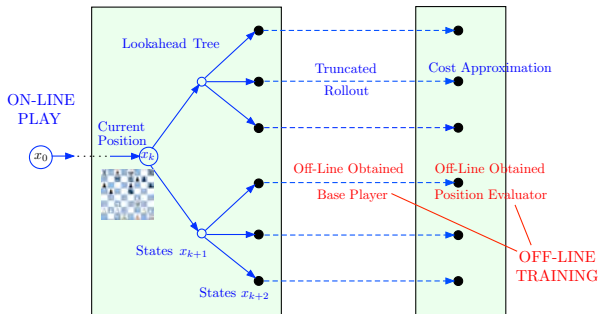 Lookahead Tree
Truncated
Rollout
Cost Approximation
ON-LINE
PLAY
Current
Position
x₀
xₖ
Off-Line Obtained
Base Player
Off-Line Obtained
Position Evaluator
States xₖ₊₁
States xₖ₊₂
OFF-LINE
TRAINING